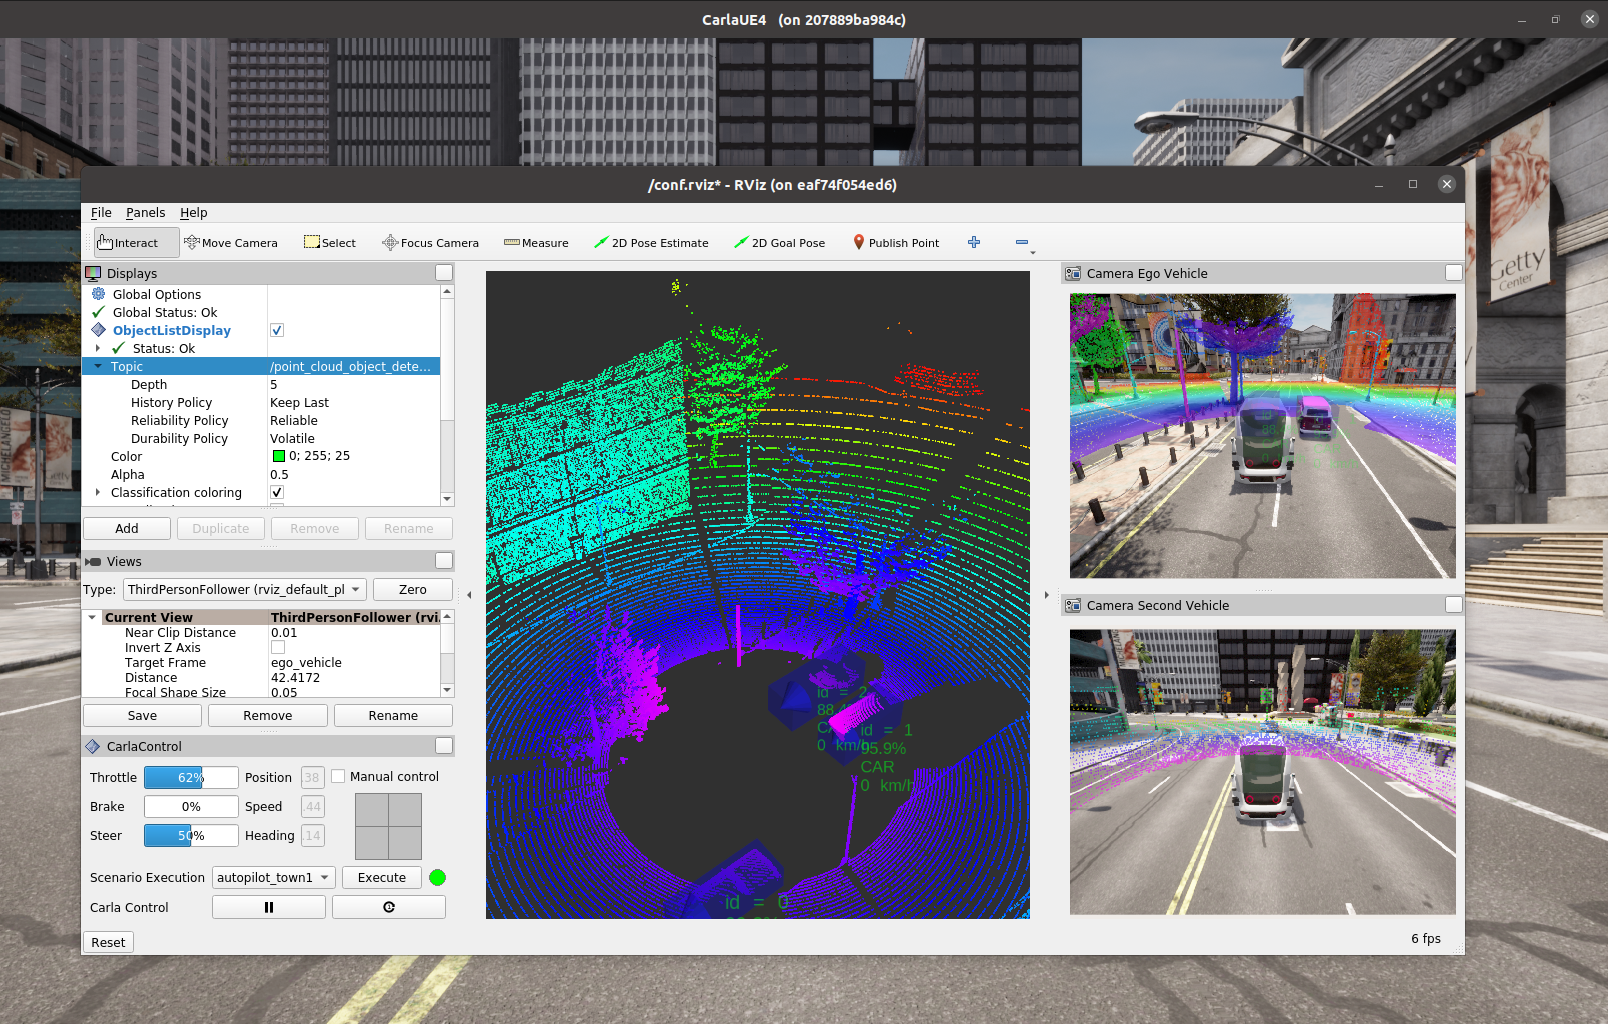 CarlaUE4 (on 207889ba984c)
/conf.rviz* - RViz (on eaf74f054ed6)
File Panels Help
Interact Move Camera Select Focus Camera Measure 2D Pose Estimate 2D Goal Pose Publish Point
Displays
Global Options
Global Status: Ok
ObjectListDisplay
Status: Ok
Topic /point_cloud_object_dete...
Depth 5
History Policy Keep Last
Reliability Policy Reliable
Durability Policy Volatile
Color 0; 255; 25
Alpha 0.5
Classification coloring
Add Duplicate Remove Rename
Views
Type: ThirdPersonFollower (rviz_default_pl Zero
Current View ThirdPersonFollower (rvi
Near Clip Distance 0.01
Invert Z Axis
Target Frame ego_vehicle
Distance 42.4172
Focal Shape Size 0.05
Save Remove Rename
CarlaControl
Throttle 62% Position .38 Manual control
Brake 0% Speed .44
Steer 50% Heading .14
Scenario Execution autopilot_town1 Execute
Carla Control
Reset
id = 2
CAR
0 km/h
id = 1
95.9%
CAR
0 km/h
id = 0
Camera Ego Vehicle
Camera Second Vehicle
6 fps
Getty
Center
MICHELANGELO
Getty